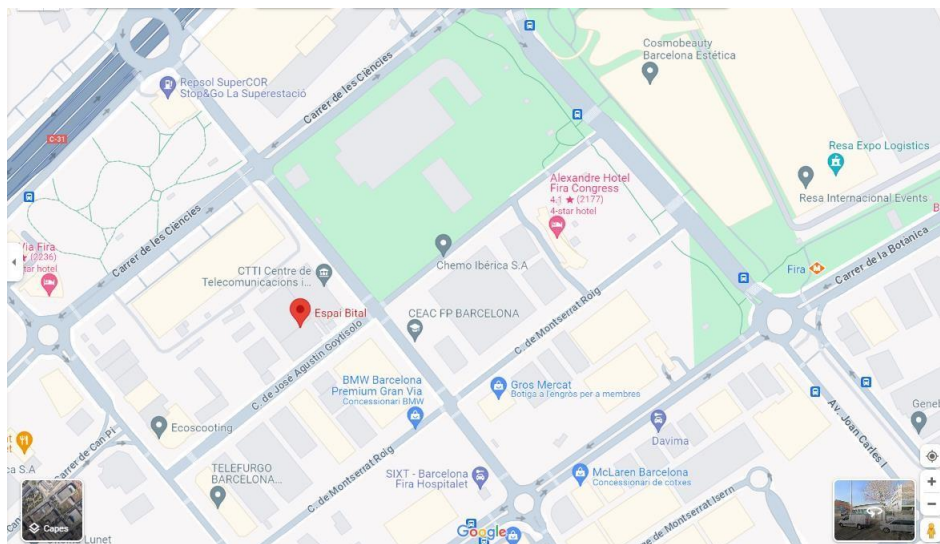 Cosmobeauty
Barcelona Estética
Carrer de les Ciències
Repsol SuperCOR
Stop&Go La Superestació
C-31
Resa Expo Logistics
Alexandre Hotel
Fira Congress
4.1 ★ (2177)
4-star hotel
Resa Internacional Events
Carrer de les Ciències
Via Fira
★ (2236)
star hotel
CTTI Centre de
Telecomunicacions i...
Chemo Ibérica S.A
Fira
Carrer de la Botànica
Espai Bital
CEAC FP BARCELONA
C. de Montserrat Roig
C. de José Agustín Goytisolo
BMW Barcelona
Premium Gran Via
Concessionari BMW
Gros Mercat
Botiga a l'engròs per a membres
Ecoscooting
Davima
Av. Joan Carles I
Carrer de Can Pi
S.A
TELEFURGO
BARCELONA...
C. de Montserrat Roig
SIXT - Barcelona
Fira Hospitalet
McLaren Barcelona
Concessionari de cotxes
Isern
Capes
Lunet
Google